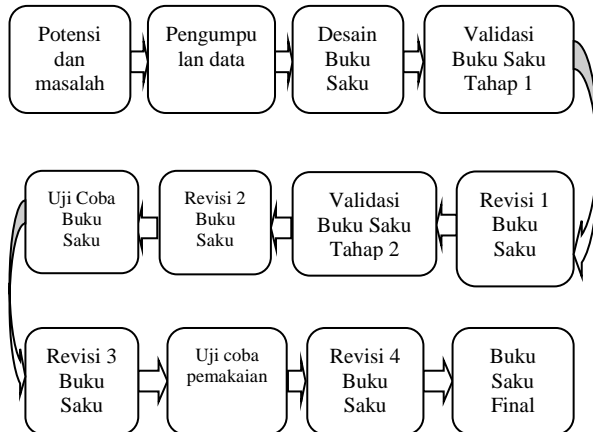 Potensi
dan
masalah
Pengumpu
lan data
Desain
Buku
Saku
Validasi
Buku Saku
Tahap 1
Revisi 1
Buku
Saku
Validasi
Buku Saku
Tahap 2
Revisi 2
Buku
Saku
Uji Coba
Buku
Saku
Revisi 3
Buku
Saku
Uji coba
pemakaian
Revisi 4
Buku
Saku
Buku
Saku
Final